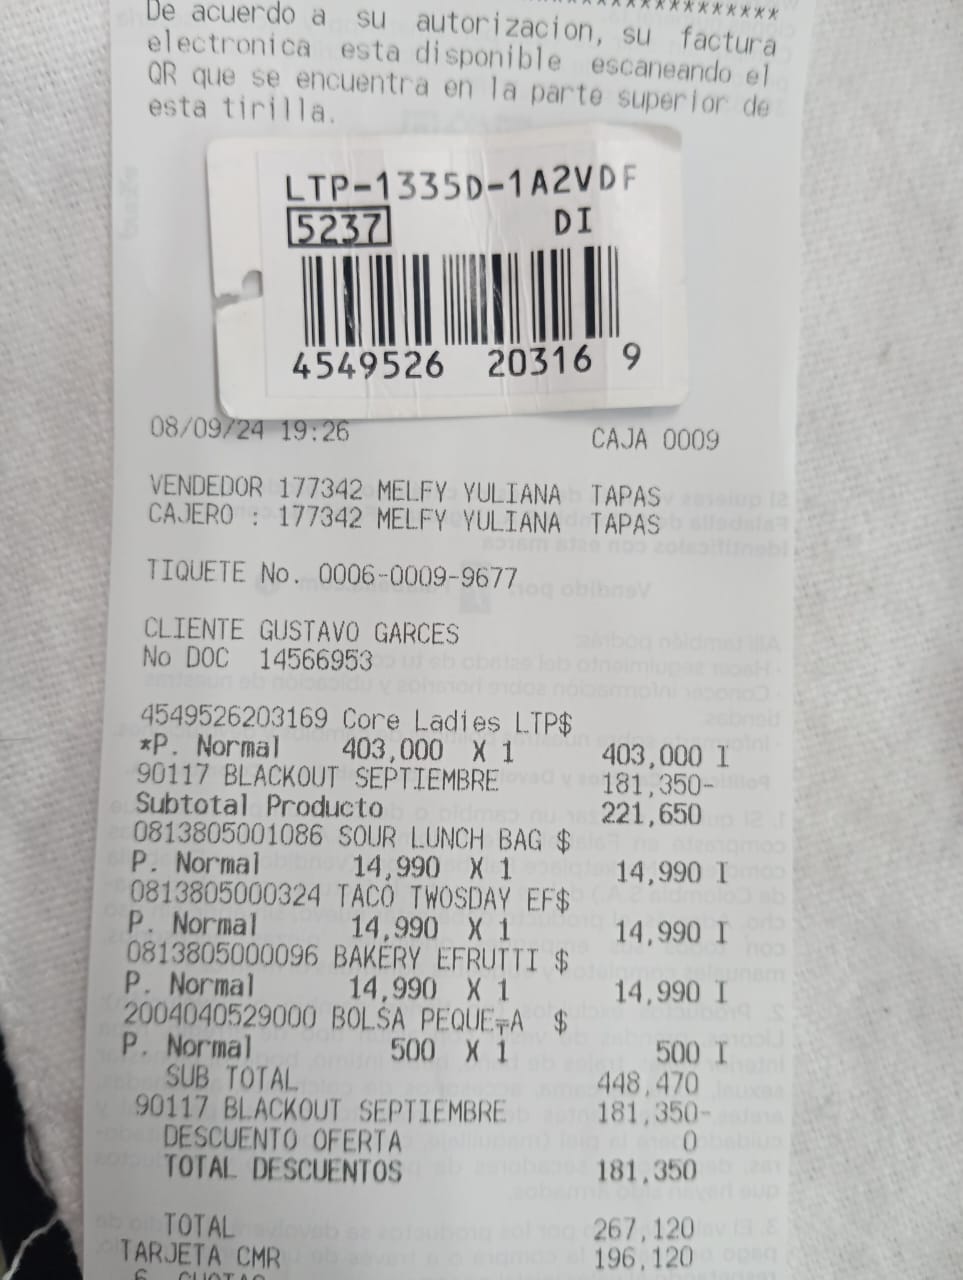 De acuerdo a su autorizacion, su factura
electronica esta disponible escaneando el
QR que se encuentra en la parte superior de
esta tirilla.
LTP-1335D-1A2VDF
5237 DI
4549526 20316 9
08/09/24 19:26 CAJA 0009
VENDEDOR 177342 MELFY YULIANA TAPAS
CAJERO : 177342 MELFY YULIANA TAPAS
TIQUETE No. 0006-0009-9677
CLIENTE GUSTAVO GARCES
No DOC 14566953
4549526203169 Core Ladies LTP$
*P. Normal 403,000 X 1 403,000 I
90117 BLACKOUT SEPTIEMBRE 181,350-
Subtotal Producto 221,650
0813805001086 SOUR LUNCH BAG $
P. Normal 14,990 X 1 14,990 I
0813805000324 TACO TWOSDAY EF$
P. Normal 14,990 X 1 14,990 I
0813805000096 BAKERY EFRUTTI $
P. Normal 14,990 X 1 14,990 I
2004040529000 BOLSA PEQUE╤A $
P. Normal 500 X 1 500 I
SUB TOTAL 448,470
90117 BLACKOUT SEPTIEMBRE 181,350-
DESCUENTO OFERTA 0
TOTAL DESCUENTOS 181,350
TOTAL 267,120
TARJETA CMR 196,120
6 CUOTAS